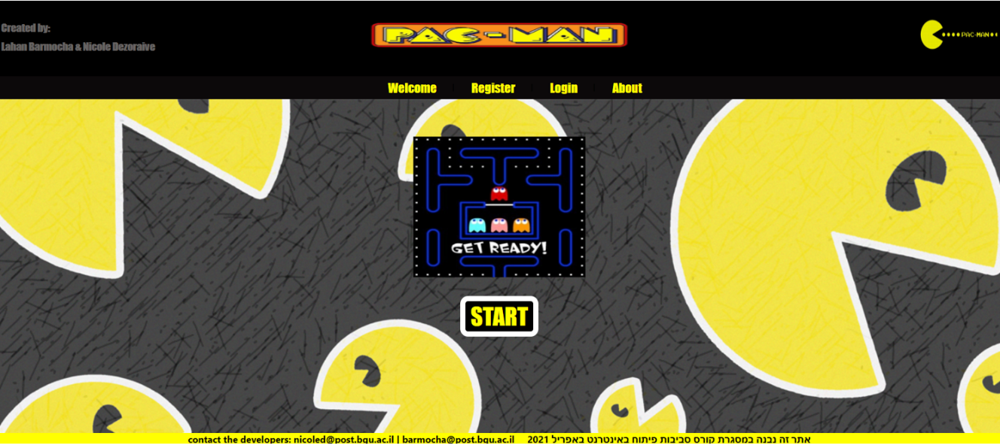 Created by:
Lahan Barmocha & Nicole Dezoraive
PAC-MAN
PAC-MAN
Welcome
Register
Login
About
GET READY!
START
contact the developers: nicoled@post.bgu.ac.il | barmocha@post.bgu.ac.il אתר זה נבנה במסגרת קורס סביבות פיתוח באינטרנט באפריל 2021